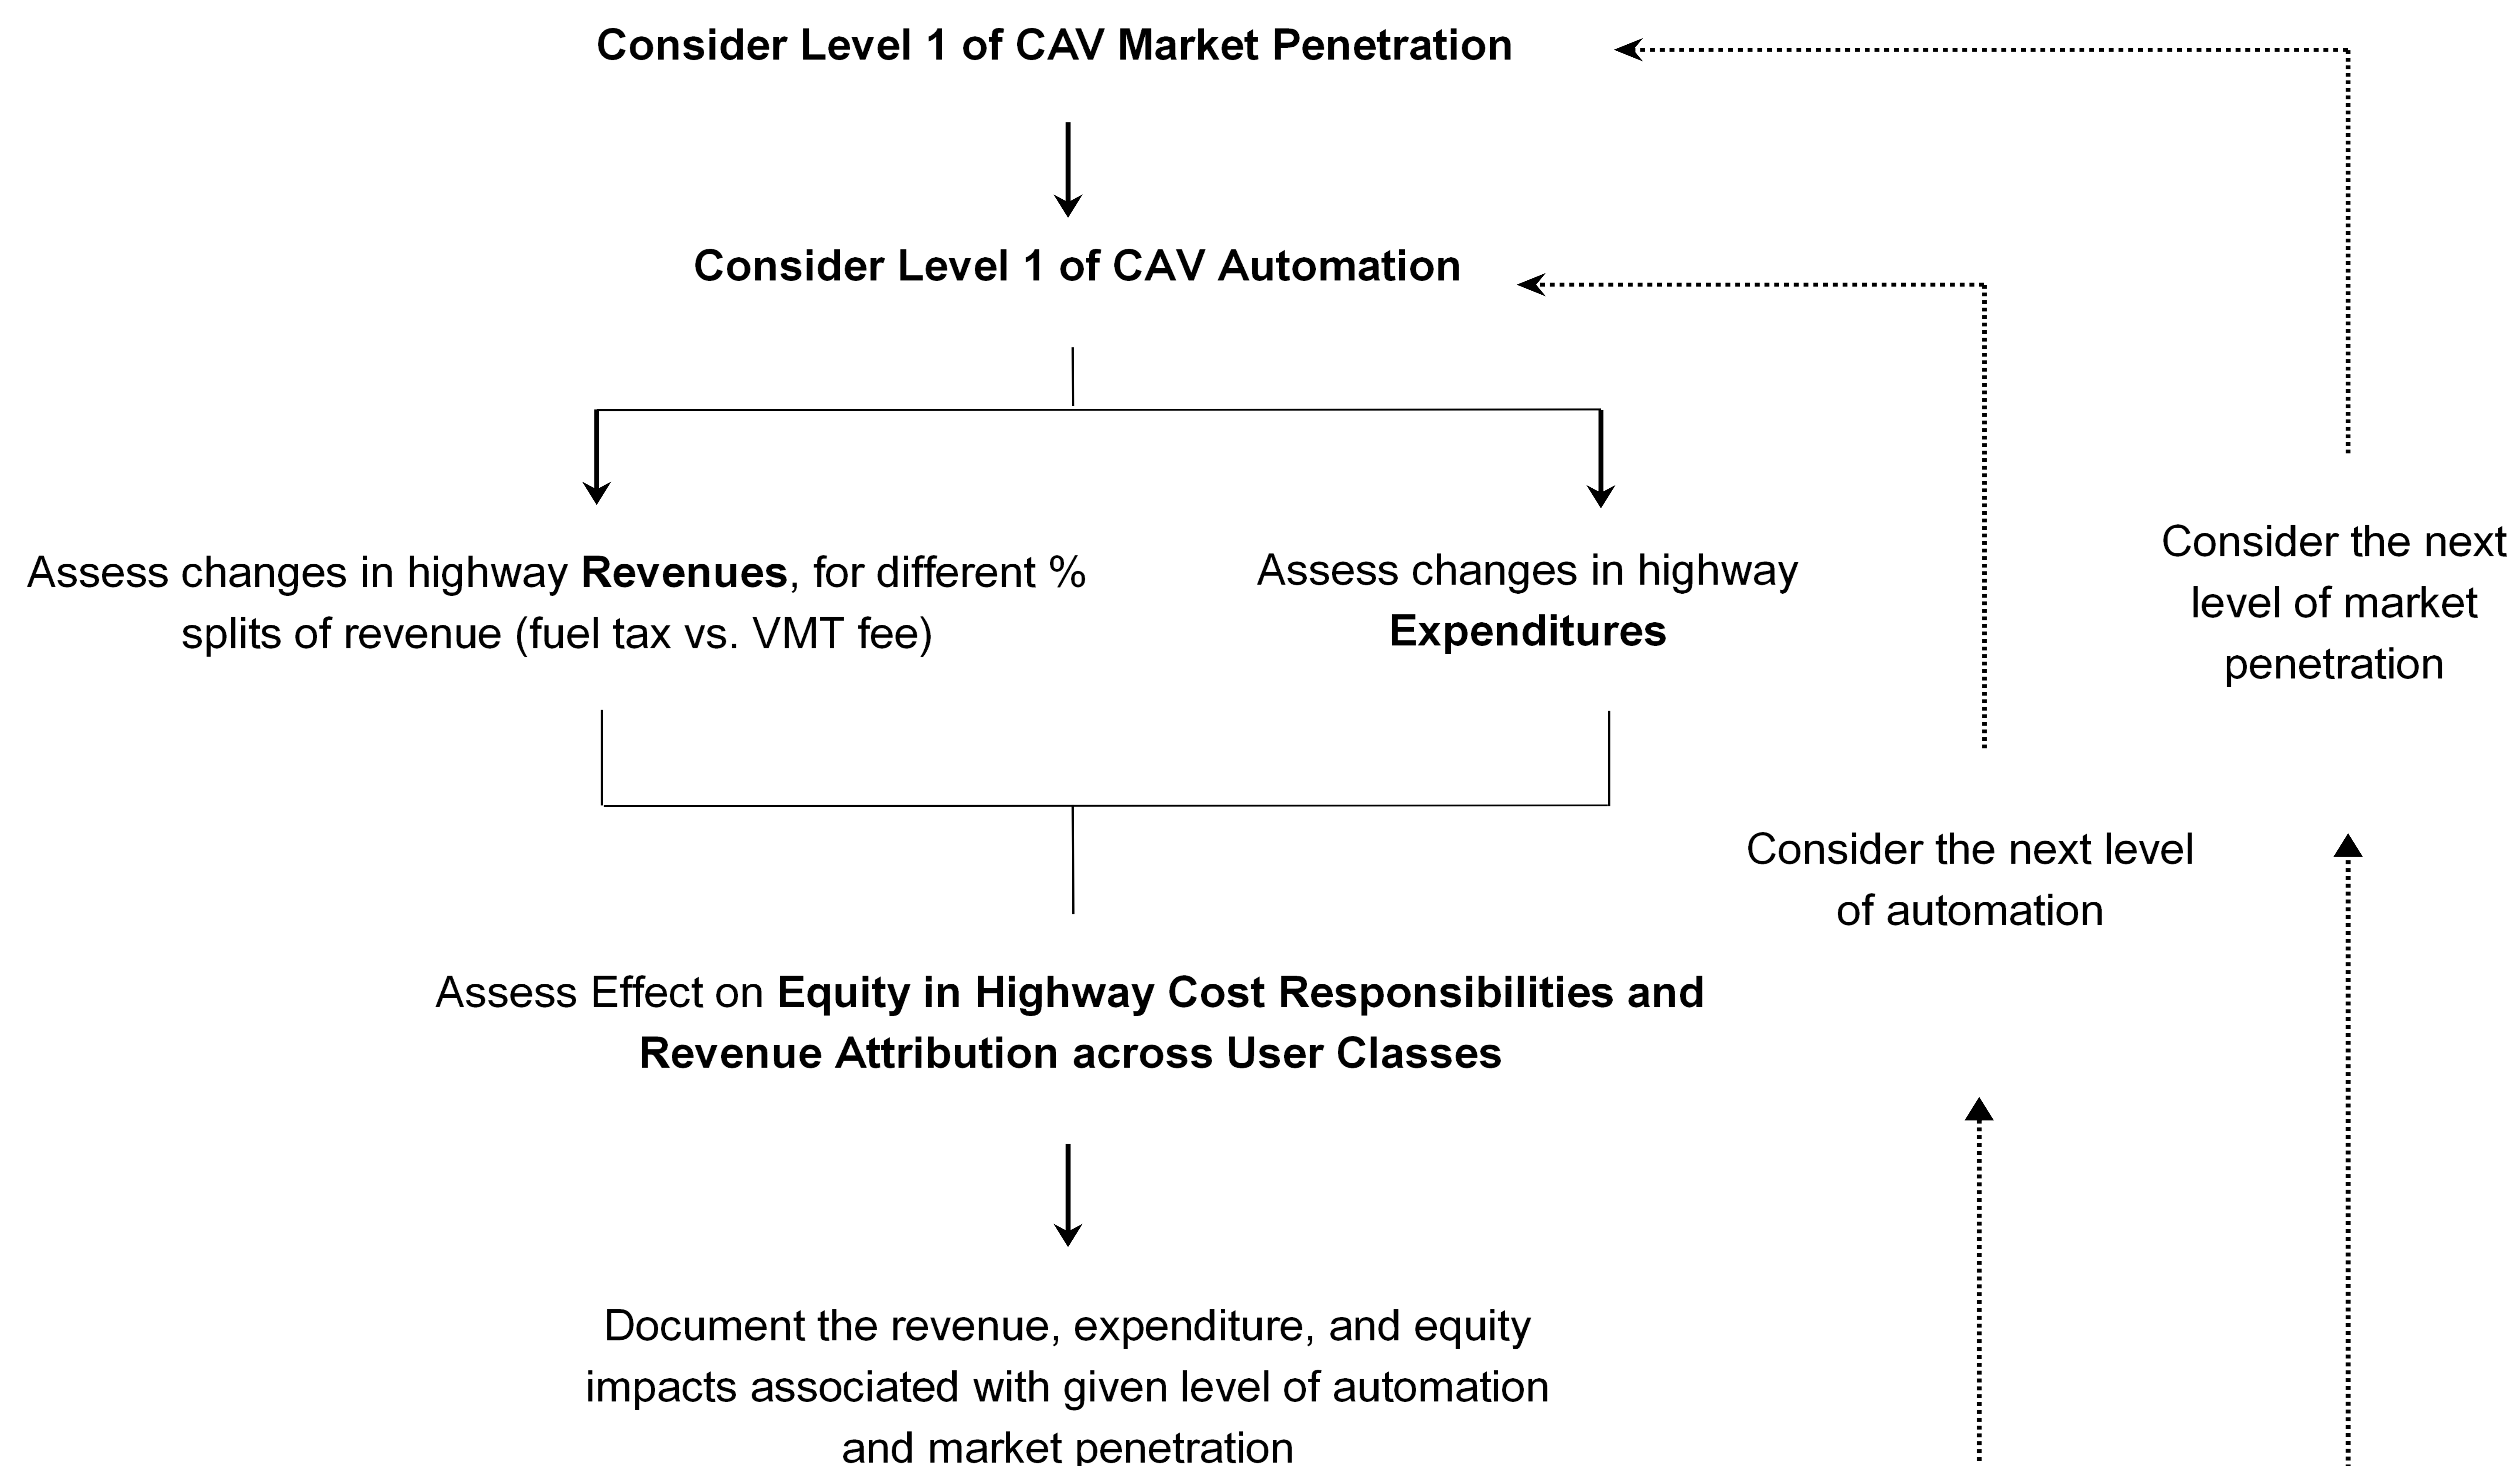 Consider Level 1 of CAV Market Penetration
Consider Level 1 of CAV Automation
Assess changes in highway Revenues, for different %
splits of revenue (fuel tax vs. VMT fee)
Assess changes in highway
Expenditures
Consider the next
level of market
penetration
Consider the next level
of automation
Assess Effect on Equity in Highway Cost Responsibilities and
Revenue Attribution across User Classes
Document the revenue, expenditure, and equity
impacts associated with given level of automation
and market penetration